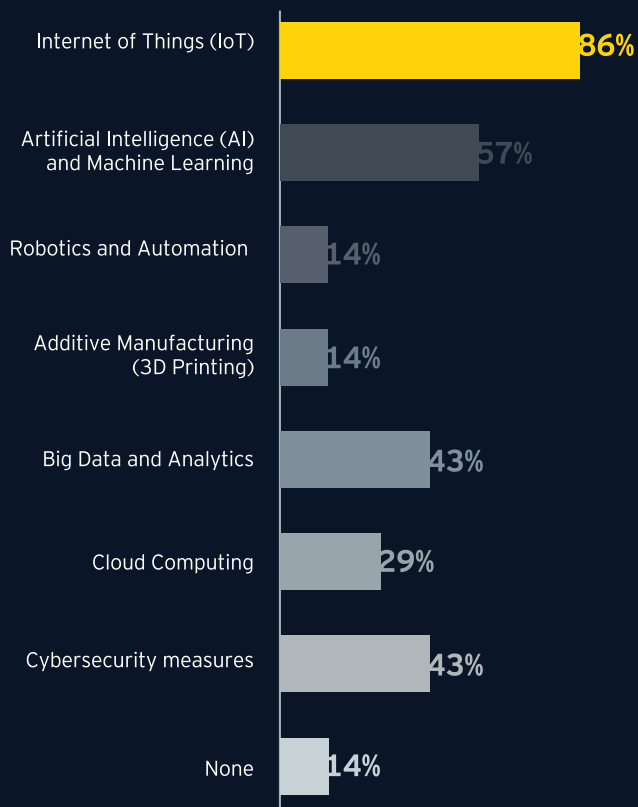 Internet of Things (IoT)
86%
Artificial Intelligence (AI)
and Machine Learning
57%
Robotics and Automation
14%
Additive Manufacturing
(3D Printing)
14%
Big Data and Analytics
43%
Cloud Computing
29%
Cybersecurity measures
43%
None
14%